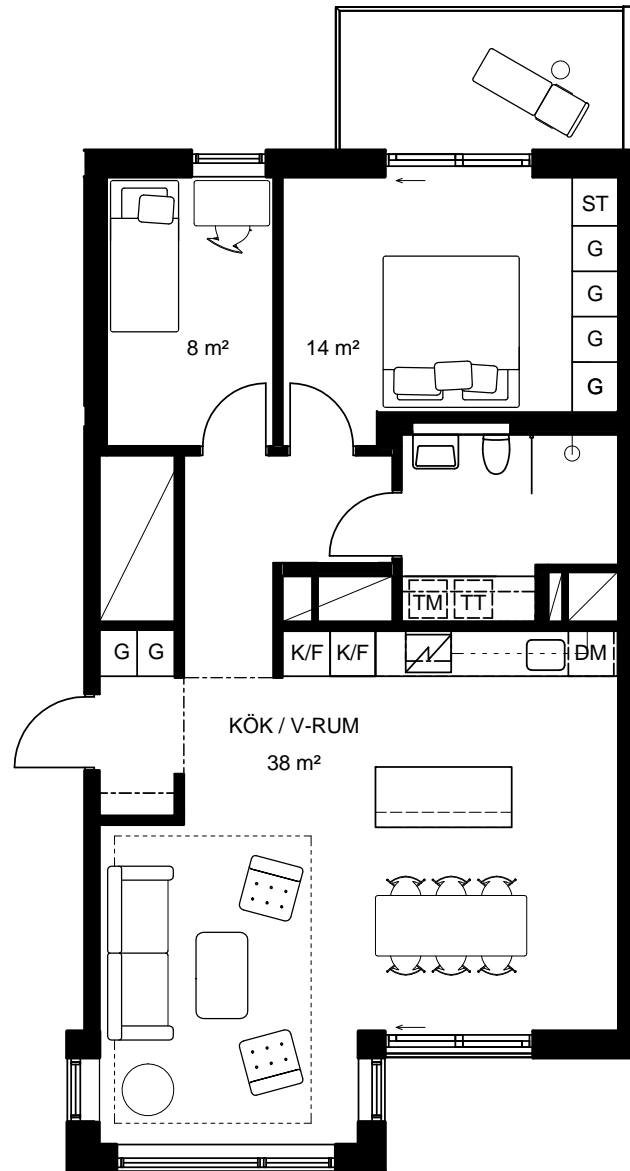 ST
G
G
G
G
8 m²
14 m²
TM TT
G G
K/F K/F
DM
KÖK / V-RUM
38 m²